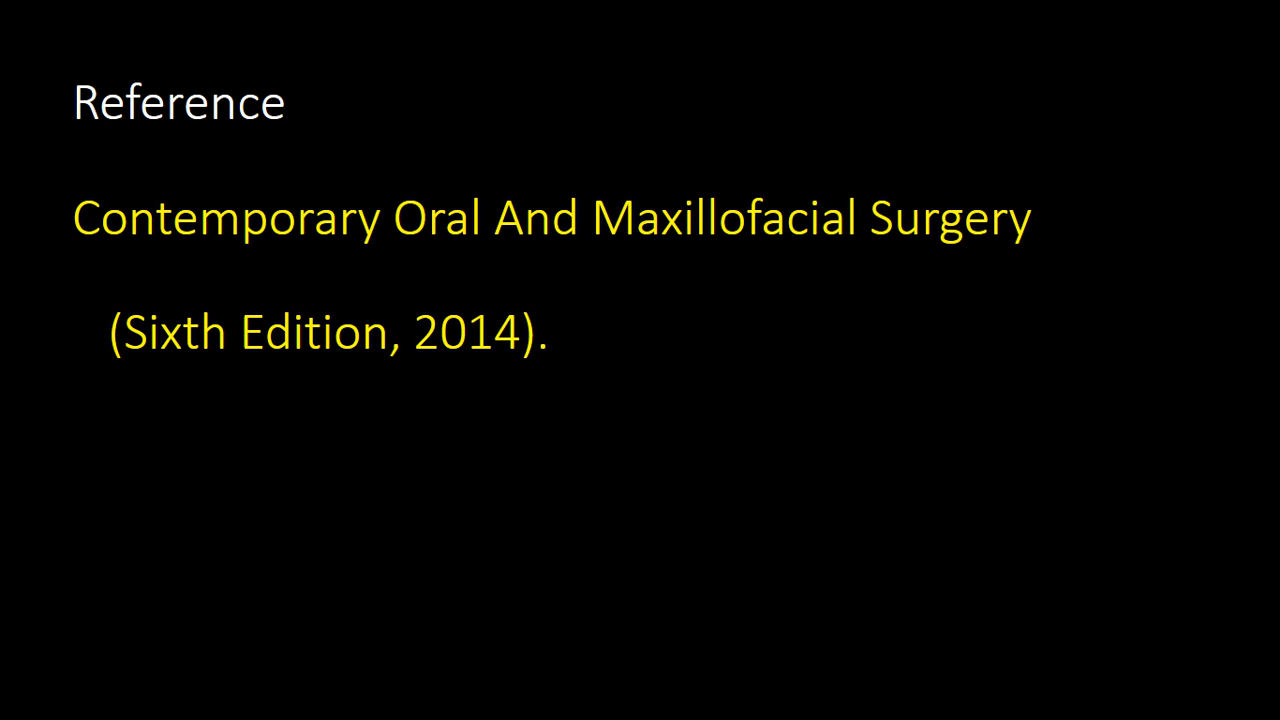 Reference
Contemporary Oral And Maxillofacial Surgery
(Sixth Edition, 2014).